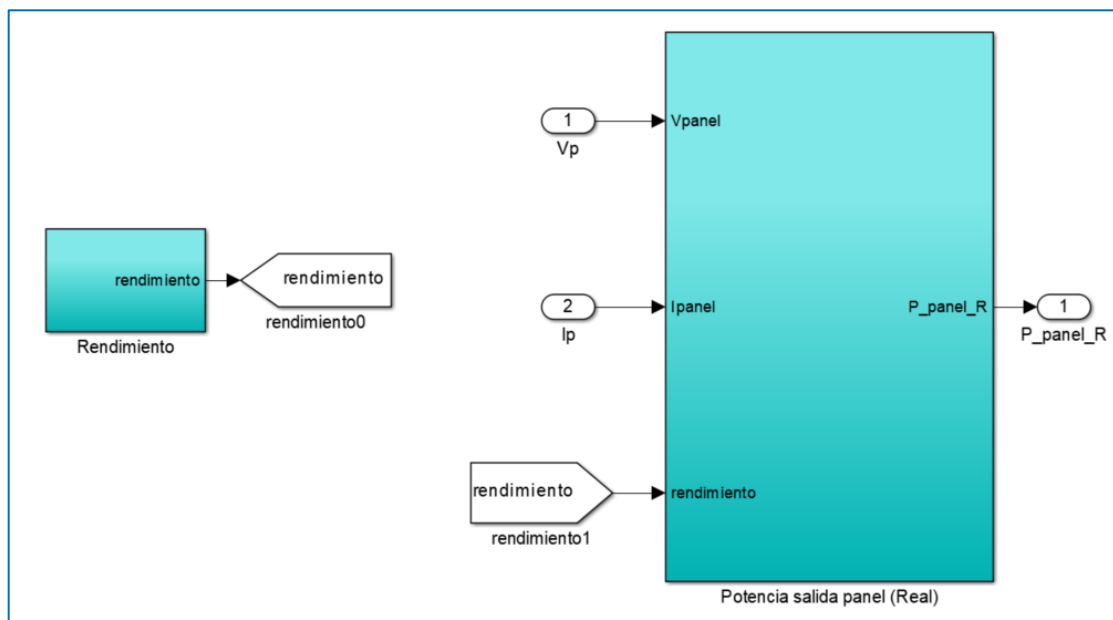 rendimiento
Rendimiento
rendimiento
rendimiento0
1
Vp
2
Ip
rendimiento
rendimiento1
Vpanel
Ipanel
rendimiento
P_panel_R
Potencia salida panel (Real)
1
P_panel_R